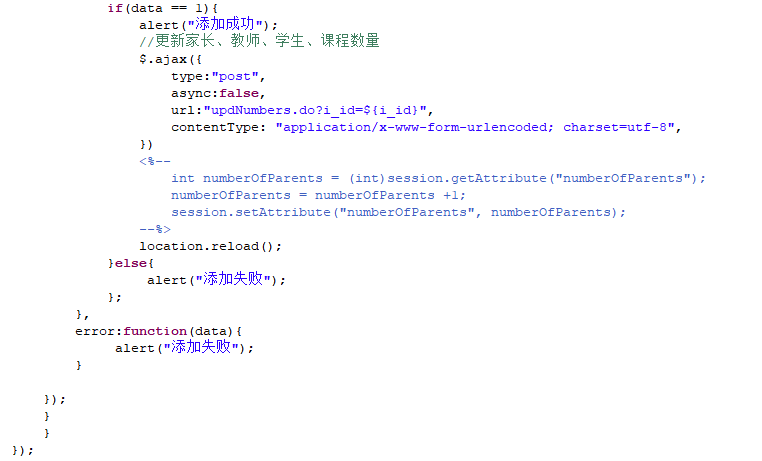 if(data == 1){
alert("添加成功");
//更新家长、教师、学生、课程数量
$.ajax({
type:"post",
async:false,
url:"updNumbers.do?i_id=${i_id}",
contentType: "application/x-www-form-urlencoded; charset=utf-8",
})
<%--
int numberOfParents = (int)session.getAttribute("numberOfParents");
numberOfParents = numberOfParents +1;
session.setAttribute("numberOfParents", numberOfParents);
--%>
location.reload();
}else{
alert("添加失败");
};
},
error:function(data){
alert("添加失败");
}
});
}
}
});